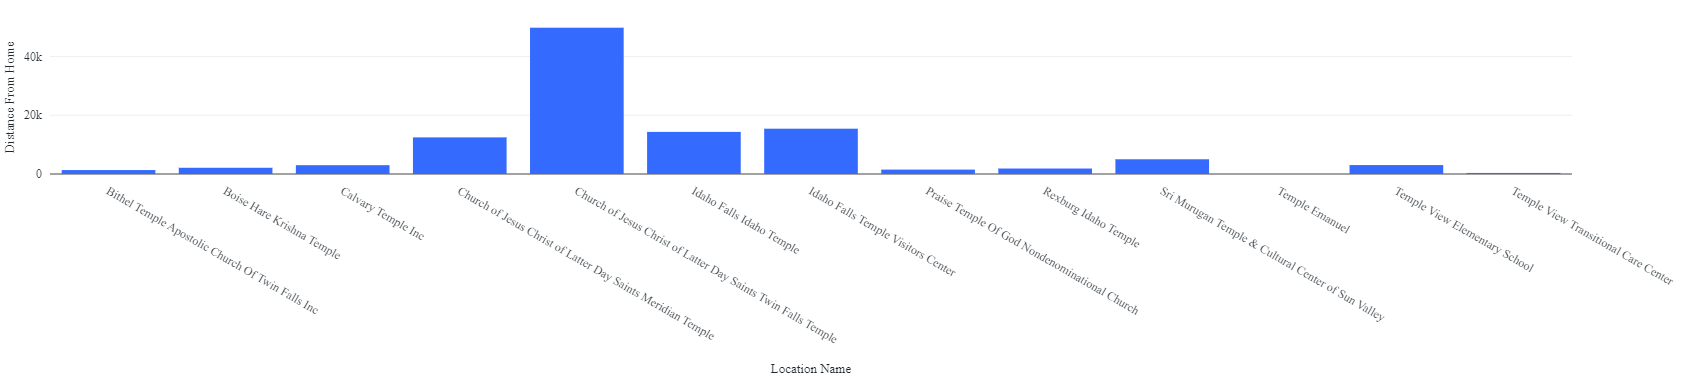 Distance From Home
40k
20k
0
Bithel Temple Apostolic Church Of Twin Falls Inc
Boise Hare Krishna Temple
Calvary Temple Inc
Church of Jesus Christ of Latter Day Saints Meridian Temple
Church of Jesus Christ of Latter Day Saints Twin Falls Temple
Idaho Falls Idaho Temple
Idaho Falls Temple Visitors Center
Praise Temple Of God Nondenominational Church
Rexburg Idaho Temple
Sri Murugan Temple & Cultural Center of Sun Valley
Temple Emanuel
Temple View Elementary School
Temple View Transitional Care Center
Location Name